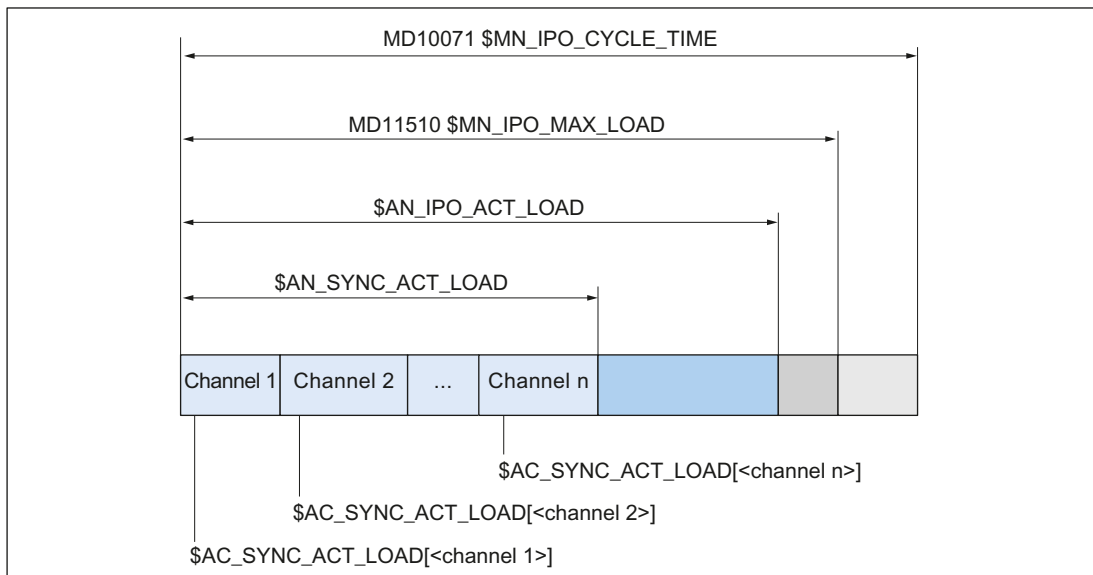 MD10071 $MN_IPO_CYCLE_TIME
MD11510 $MN_IPO_MAX_LOAD
$AN_IPO_ACT_LOAD
$AN_SYNC_ACT_LOAD
Channel 1 Channel 2 ... Channel n
$AC_SYNC_ACT_LOAD[<channel n>]
$AC_SYNC_ACT_LOAD[<channel 2>]
$AC_SYNC_ACT_LOAD[<channel 1>]